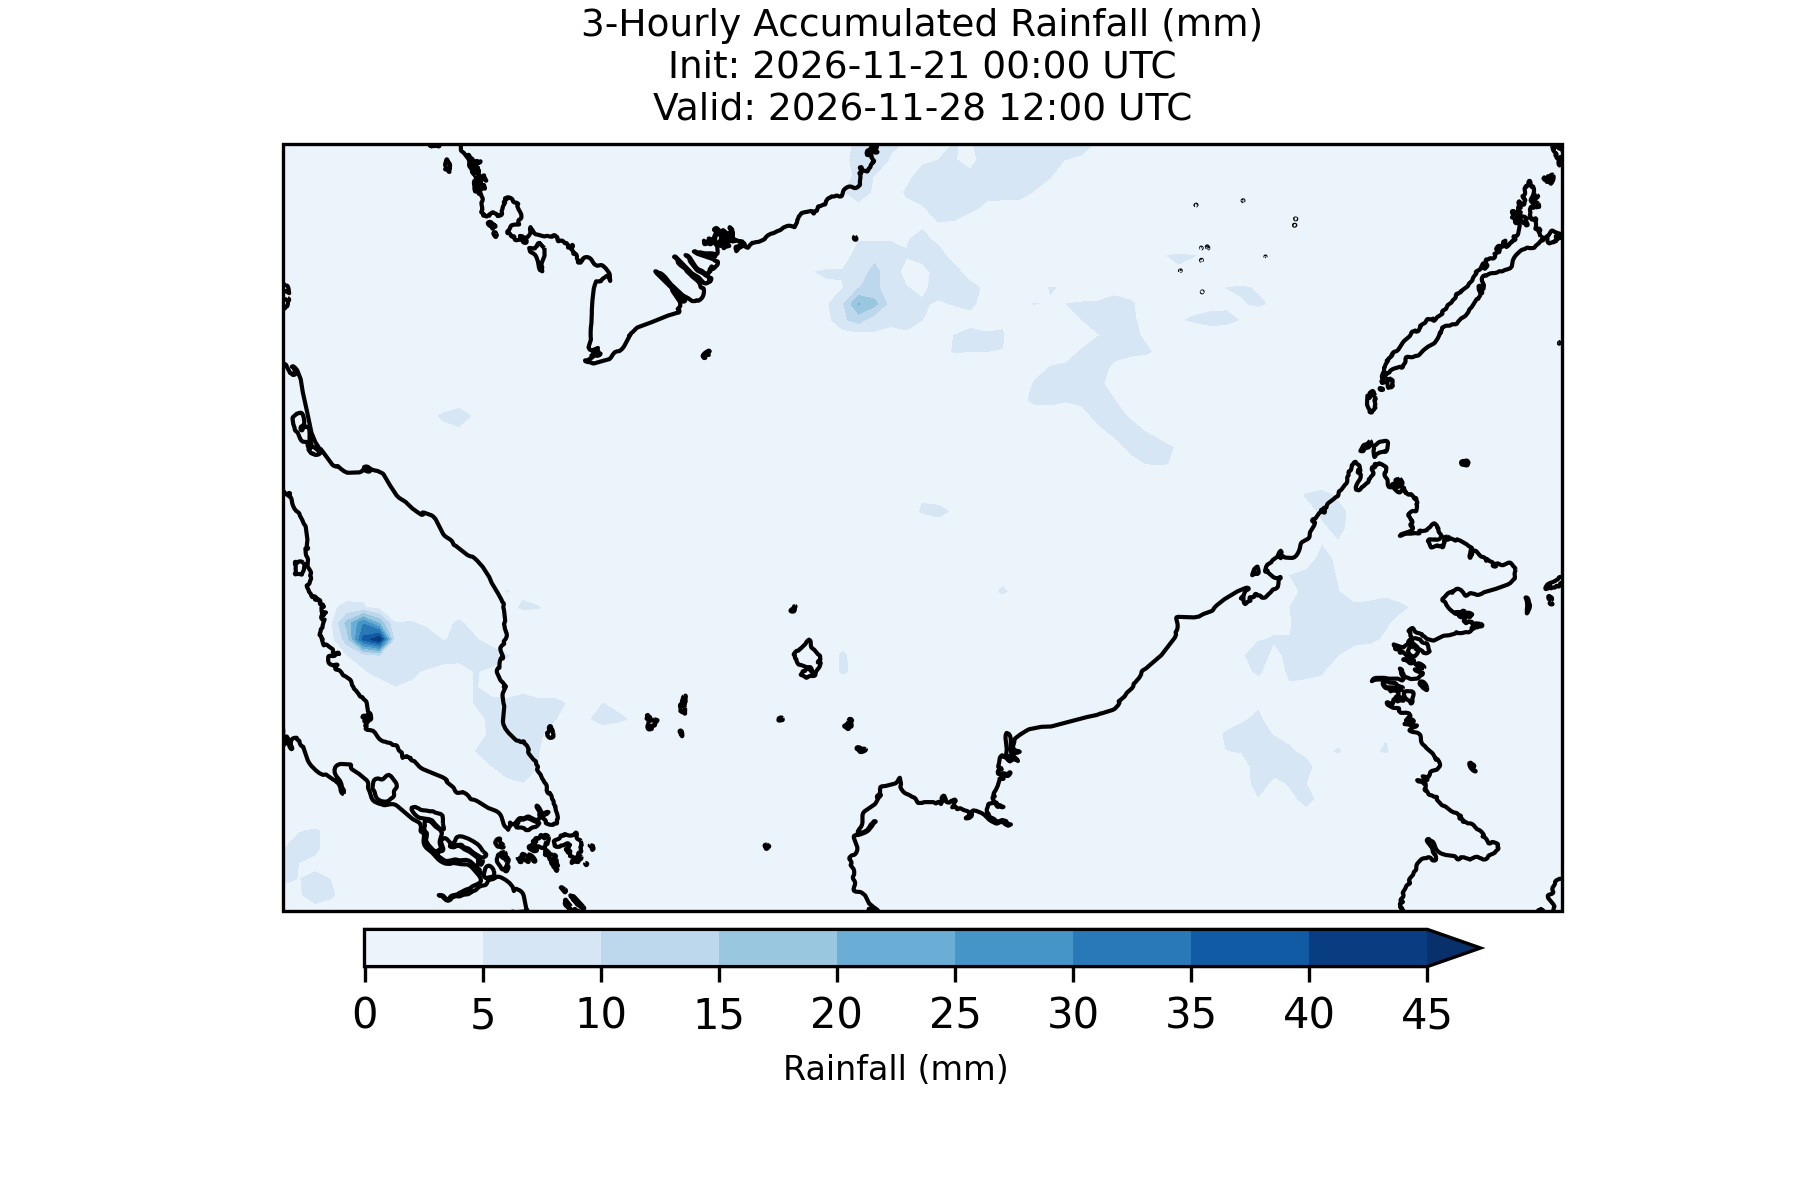 3-Hourly Accumulated Rainfall (mm)
Init: 2026-11-21 00:00 UTC
Valid: 2026-11-28 12:00 UTC
0 5 10 15 20 25 30 35 40 45
Rainfall (mm)